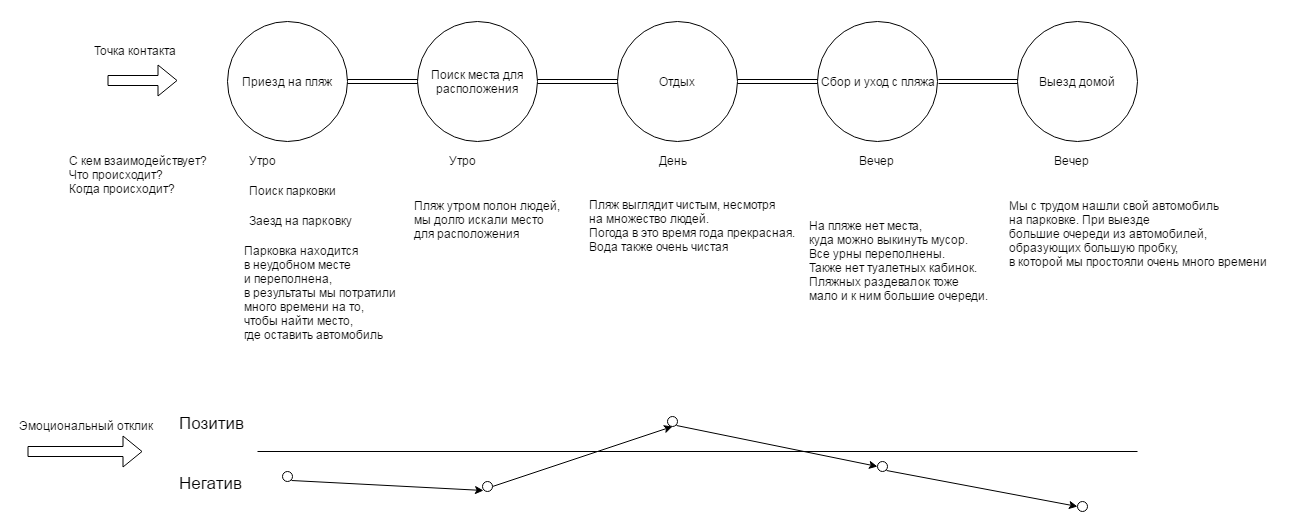 Точка контакта
Приезд на пляж
Поиск места для
расположения
Отдых
Сбор и уход с пляжа
Выезд домой
С кем взаимодействует?
Что происходит?
Когда происходит?
Утро
Поиск парковки
Заезд на парковку
Парковка находится
в неудобном месте
и переполнена,
в результаты мы потратили
много времени на то,
чтобы найти место,
где оставить автомобиль
Утро
Пляж утром полон людей,
мы долго искали место
для расположения
День
Пляж выглядит чистым, несмотря
на множество людей.
Погода в это время года прекрасная.
Вода также очень чистая
Вечер
На пляже нет места,
куда можно выкинуть мусор.
Все урны переполнены.
Также нет туалетных кабинок.
Пляжных раздевалок тоже
мало и к ним большие очереди.
Вечер
Мы с трудом нашли свой автомобиль
на парковке. При выезде
большие очереди из автомобилей,
образующих большую пробку,
в которой мы простояли очень много времени
Эмоциональный отклик
Позитив
Негатив